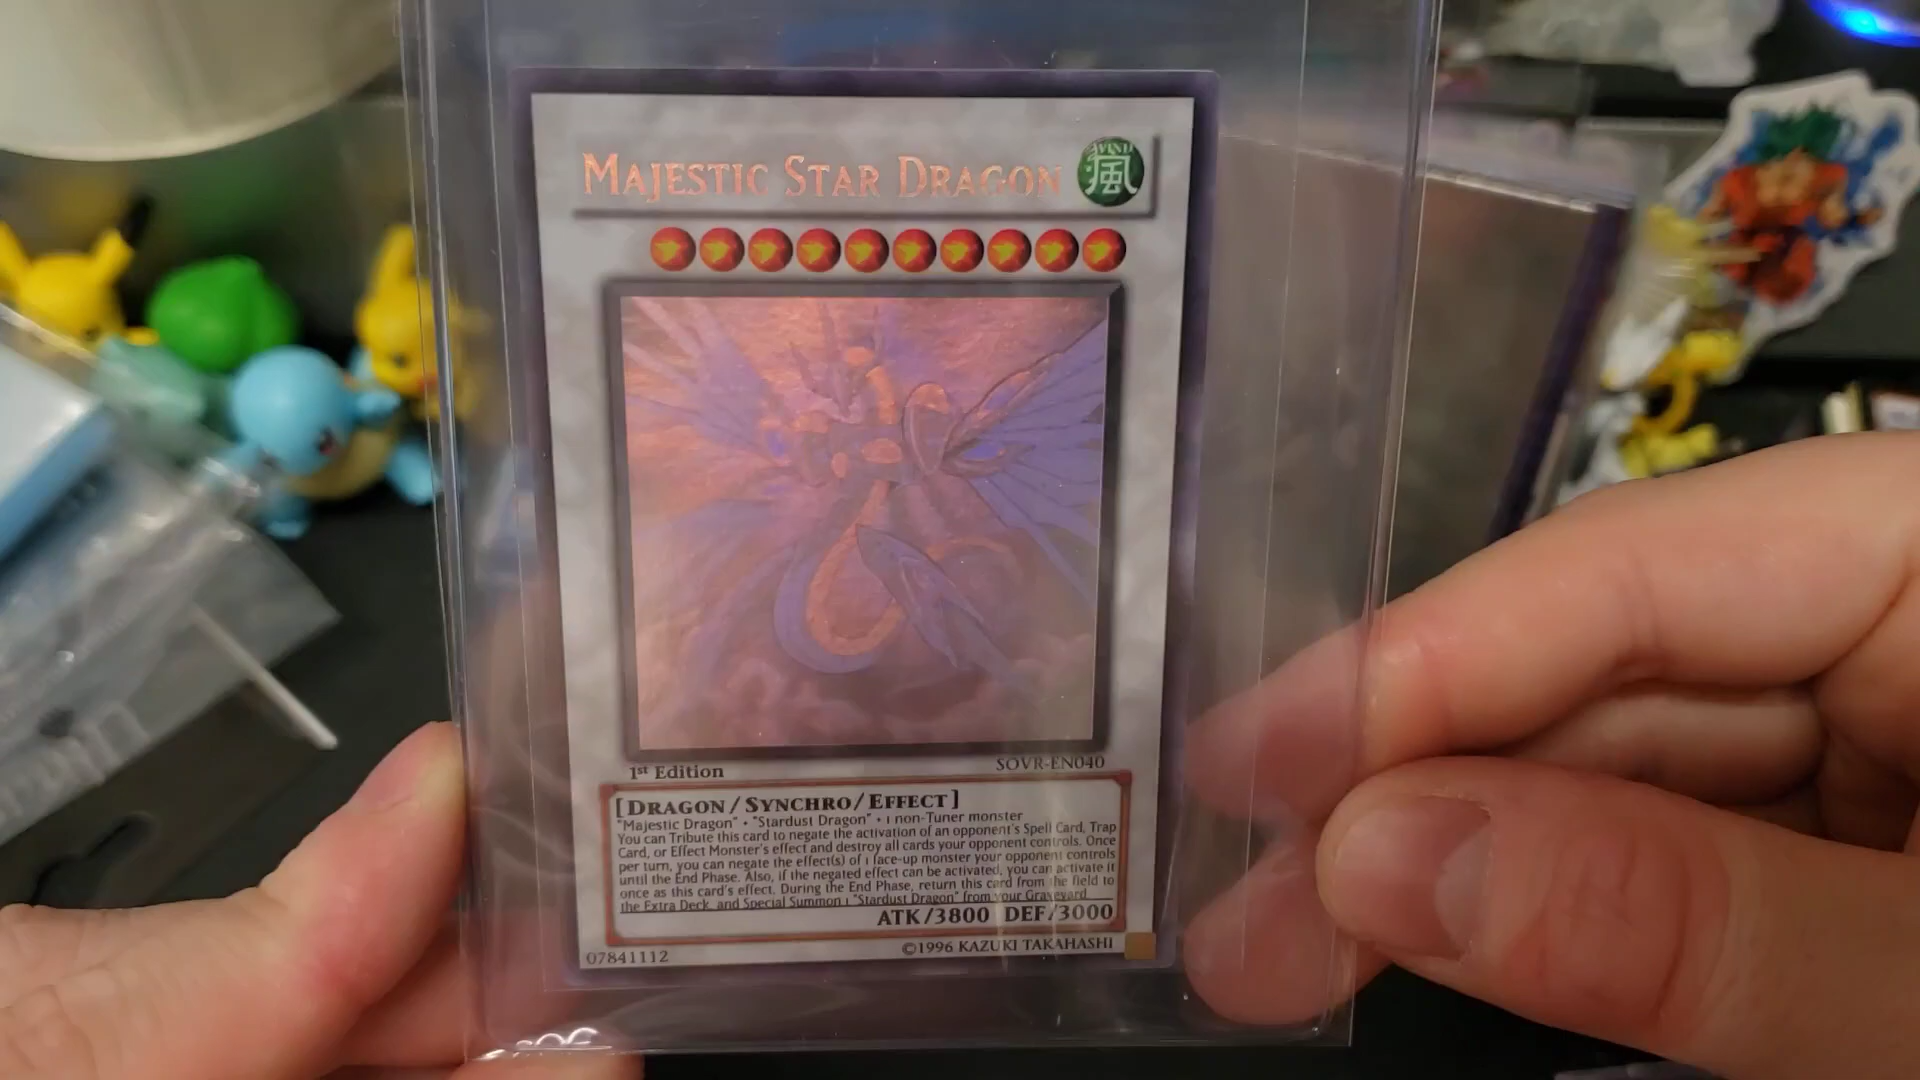 MAJESTIC STAR DRAGON
WIND
風
1st Edition
SOVR-EN040
[DRAGON/SYNCHRO/EFFECT]
"Majestic Dragon" + "Stardust Dragon" + 1 non-Tuner monster
You can Tribute this card to negate the activation of an opponent's Spell Card, Trap
Card, or Effect Monster's effect and destroy all cards your opponent controls. Once
per turn, you can negate the effect(s) of 1 face-up monster your opponent controls
until the End Phase. Also, if the negated effect can be activated, you can activate it
once as this card's effect. During the End Phase, return this card from the field to
the Extra Deck, and Special Summon 1 "Stardust Dragon" from your Graveyard
ATK/3800 DEF/3000
07841112
©1996 KAZUKI TAKAHASHI